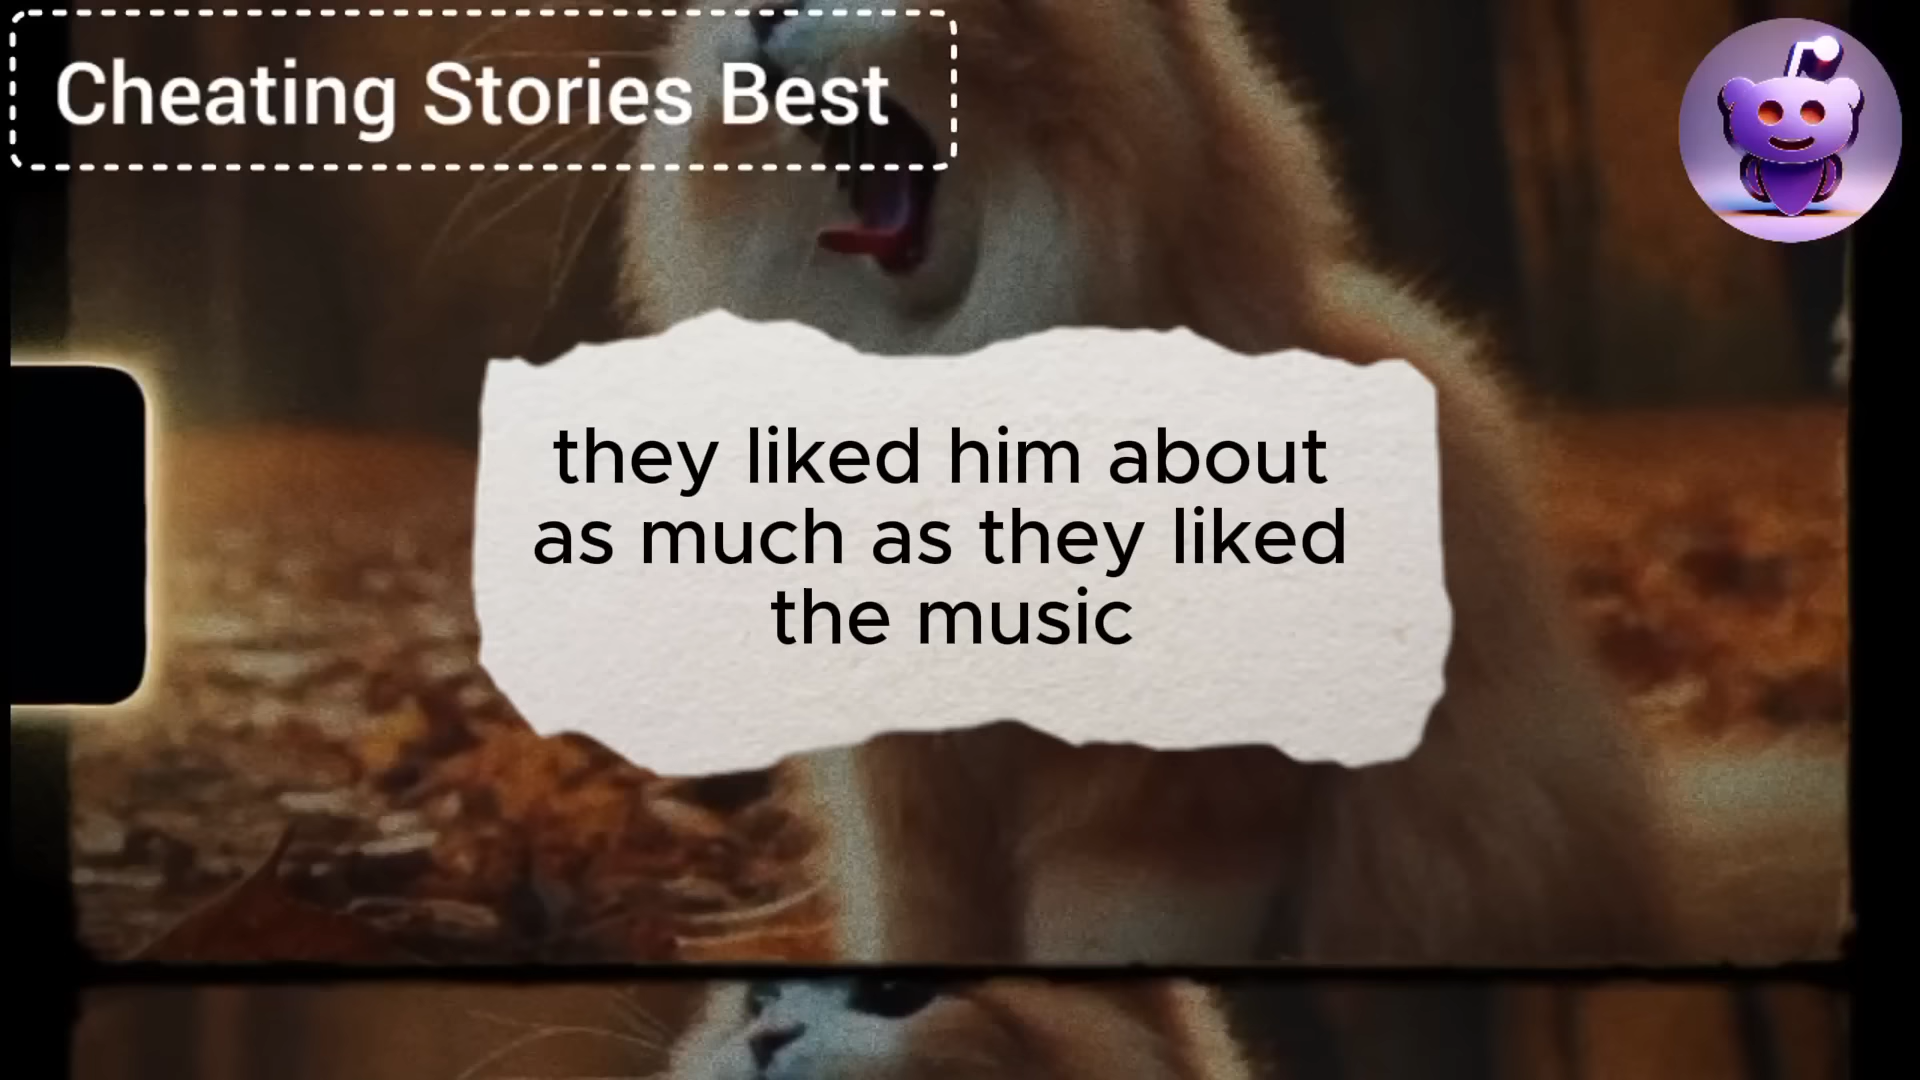 Cheating Stories Best
they liked him about
as much as they liked
the music